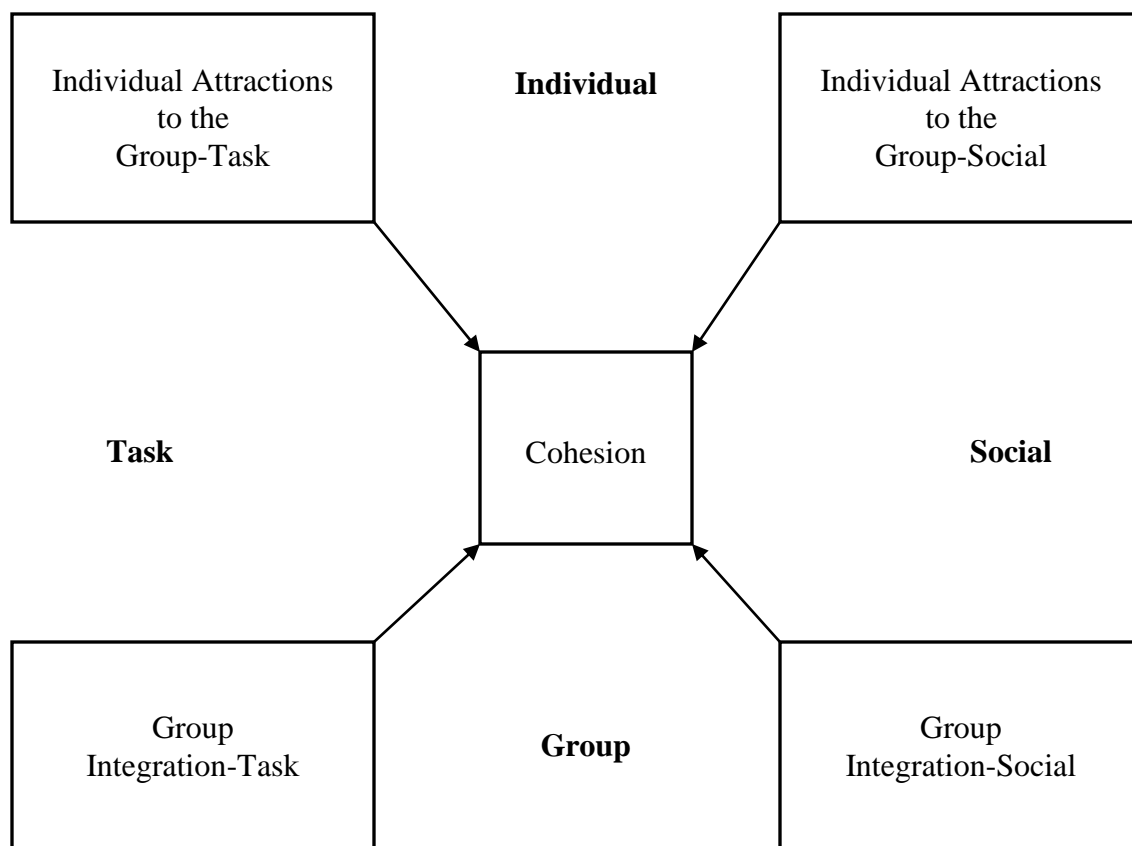 Individual Attractions
to the
Group-Task
Individual
Individual Attractions
to the
Group-Social
Task
Cohesion
Social
Group
Integration-Task
Group
Group
Integration-Social